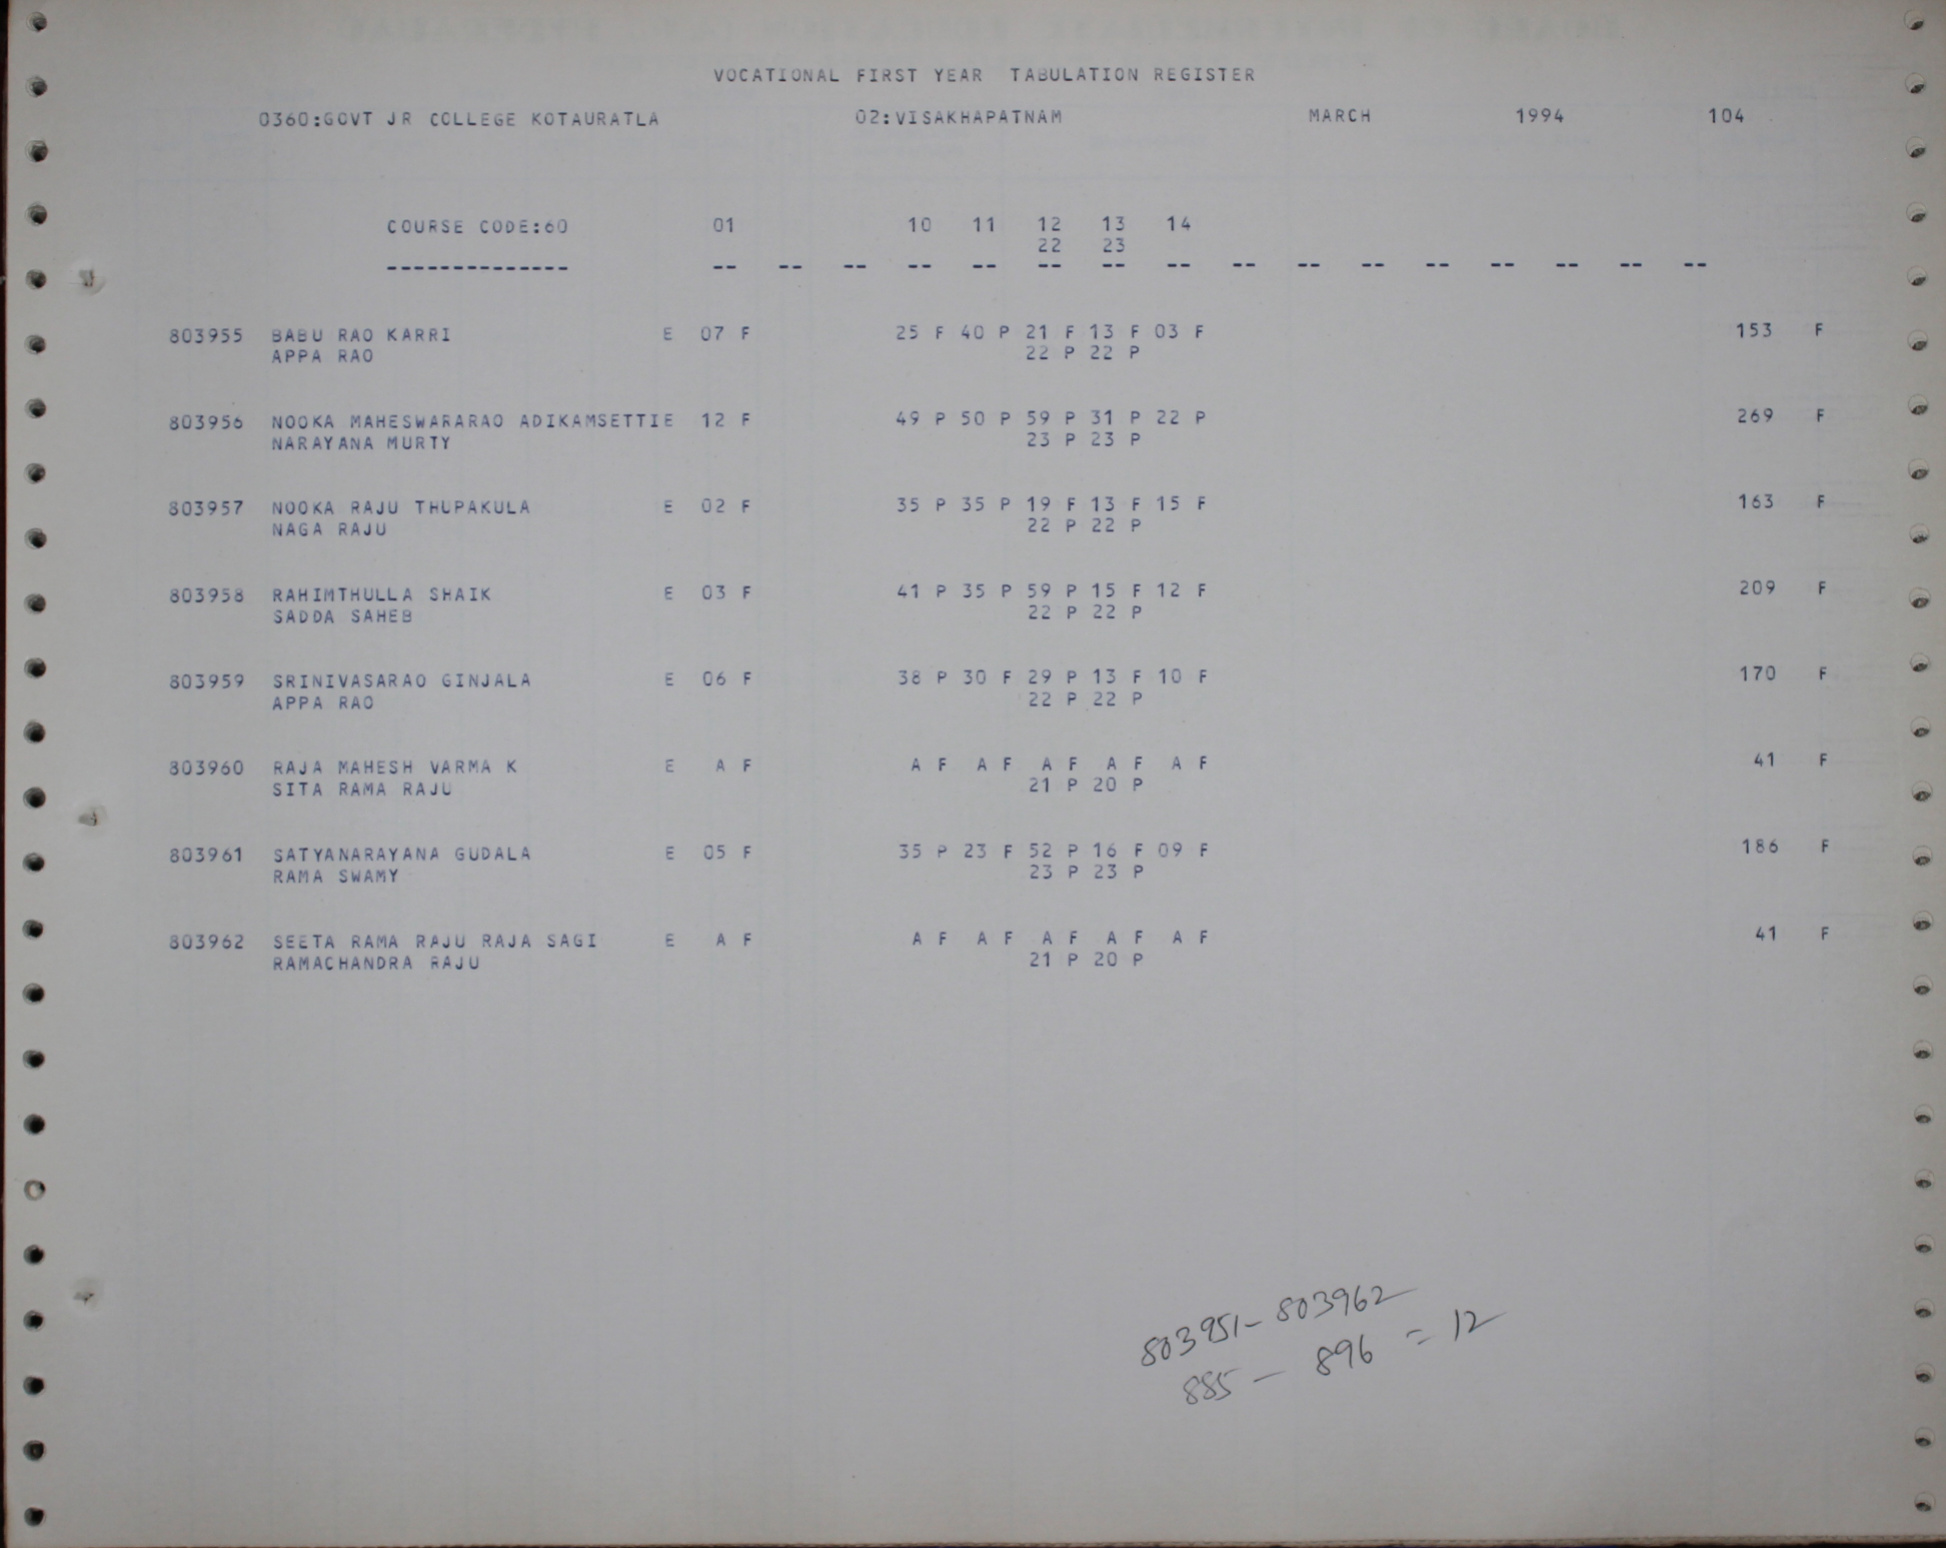 VOCATIONAL FIRST YEAR TABULATION REGISTER
0360:GOVT JR COLLEGE KOTAURATLA 02:VISAKHAPATNAM MARCH 1994 104
COURSE CODE:60 01 10 11 12 13 14
22 23
-------------- -- -- -- -- -- -- -- -- -- -- -- -- -- -- -- --
803955 BABU RAO KARRI E 07 F 25 F 40 P 21 F 13 F 03 F 153 F
APPA RAO 22 P 22 P
803956 NOOKA MAHESWARARAO ADIKAMSETTIE 12 F 49 P 50 P 59 P 31 P 22 P 269 F
NARAYANA MURTY 23 P 23 P
803957 NOOKA RAJU THUPAKULA E 02 F 35 P 35 P 19 F 13 F 15 F 163 F
NAGA RAJU 22 P 22 P
803958 RAHIMTHULLA SHAIK E 03 F 41 P 35 P 59 P 15 F 12 F 209 F
SADDA SAHEB 22 P 22 P
803959 SRINIVASARAO GINJALA E 06 F 38 P 30 F 29 P 13 F 10 F 170 F
APPA RAO 22 P 22 P
803960 RAJA MAHESH VARMA K E A F A F A F A F A F A F 41 F
SITA RAMA RAJU 21 P 20 P
803961 SATYANARAYANA GUDALA E 05 F 35 P 23 F 52 P 16 F 09 F 186 F
RAMA SWAMY 23 P 23 P
803962 SEETA RAMA RAJU RAJA SAGI E A F A F A F A F A F A F 41 F
RAMACHANDRA RAJU 21 P 20 P
803951-803962
885 - 896 = 12